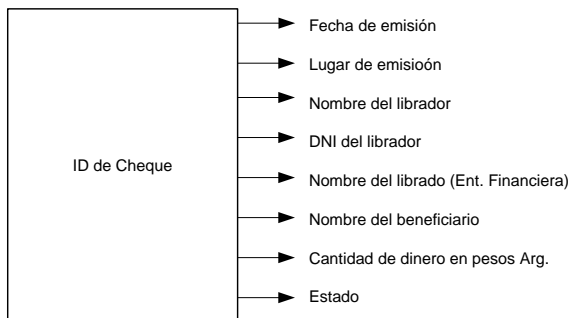 Fecha de emisión
Lugar de emisioón
Nombre del librador
DNI del librador
ID de Cheque
Nombre del librado (Ent. Financiera)
Nombre del beneficiario
Cantidad de dinero en pesos Arg.
Estado